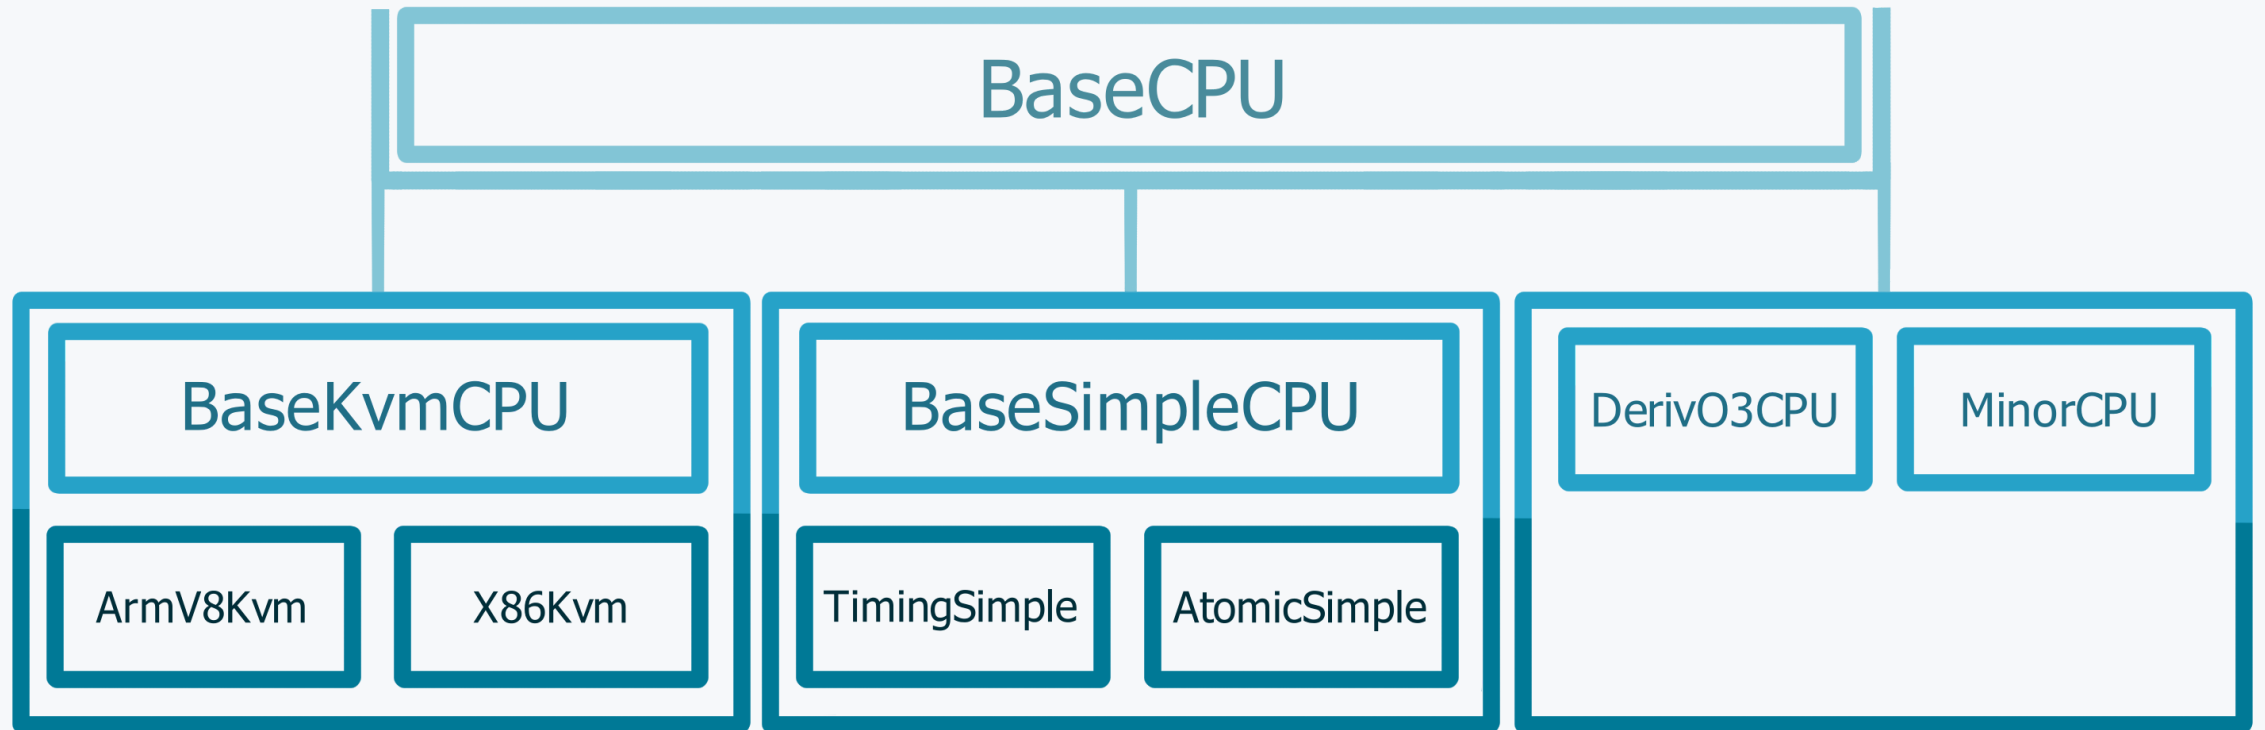 BaseCPU
BaseKvmCPU
BaseSimpleCPU
DerivO3CPU
MinorCPU
ArmV8Kvm
X86Kvm
TimingSimple
AtomicSimple